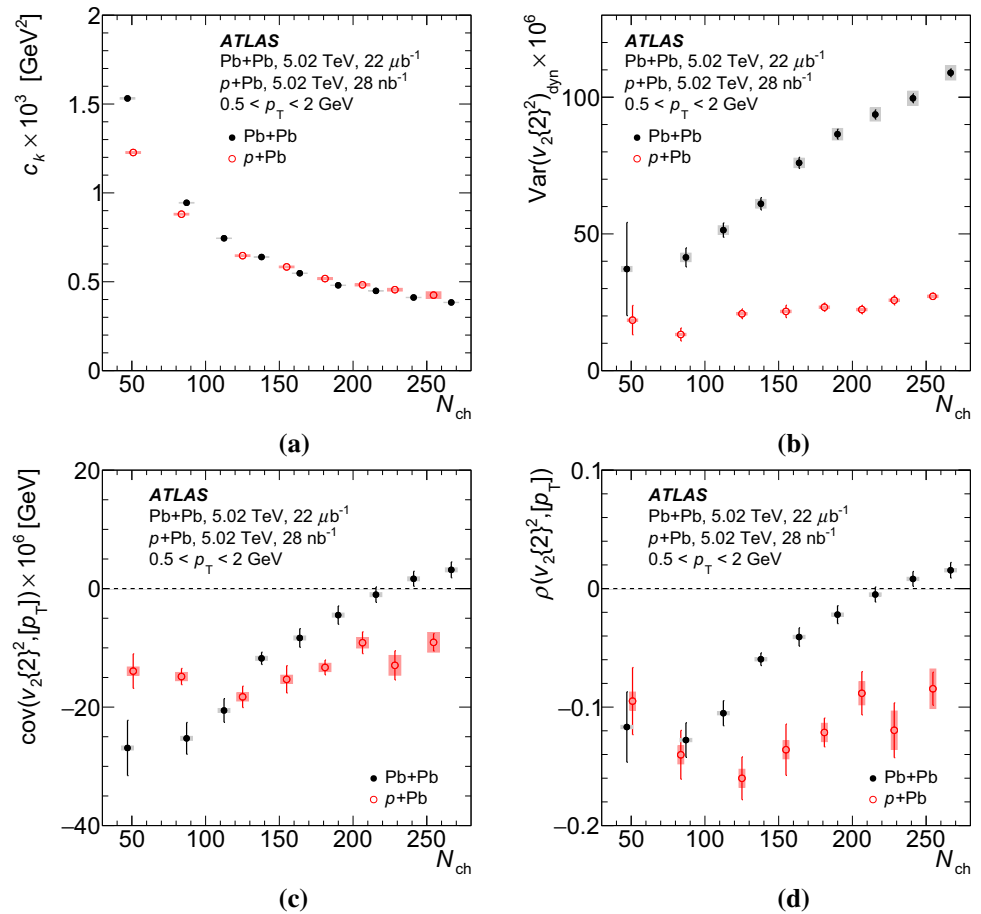 c_k × 10³ [GeV²]
2
1.5
1
0.5
0
ATLAS
Pb+Pb, 5.02 TeV, 22 μb⁻¹
p+Pb, 5.02 TeV, 28 nb⁻¹
0.5 < p_T < 2 GeV
Pb+Pb
p+Pb
50 100 150 200 250
N_ch
(a)
Var(v₂{2}²)_dyn × 10⁶
100
50
0
ATLAS
Pb+Pb, 5.02 TeV, 22 μb⁻¹
p+Pb, 5.02 TeV, 28 nb⁻¹
0.5 < p_T < 2 GeV
Pb+Pb
p+Pb
50 100 150 200 250
N_ch
(b)
cov(v₂{2}²,[p_T])×10⁶ [GeV]
20
0
−20
−40
ATLAS
Pb+Pb, 5.02 TeV, 22 μb⁻¹
p+Pb, 5.02 TeV, 28 nb⁻¹
0.5 < p_T < 2 GeV
Pb+Pb
p+Pb
50 100 150 200 250
N_ch
(c)
ρ(v₂{2}²,[p_T])
0.1
0
−0.1
−0.2
ATLAS
Pb+Pb, 5.02 TeV, 22 μb⁻¹
p+Pb, 5.02 TeV, 28 nb⁻¹
0.5 < p_T < 2 GeV
Pb+Pb
p+Pb
50 100 150 200 250
N_ch
(d)